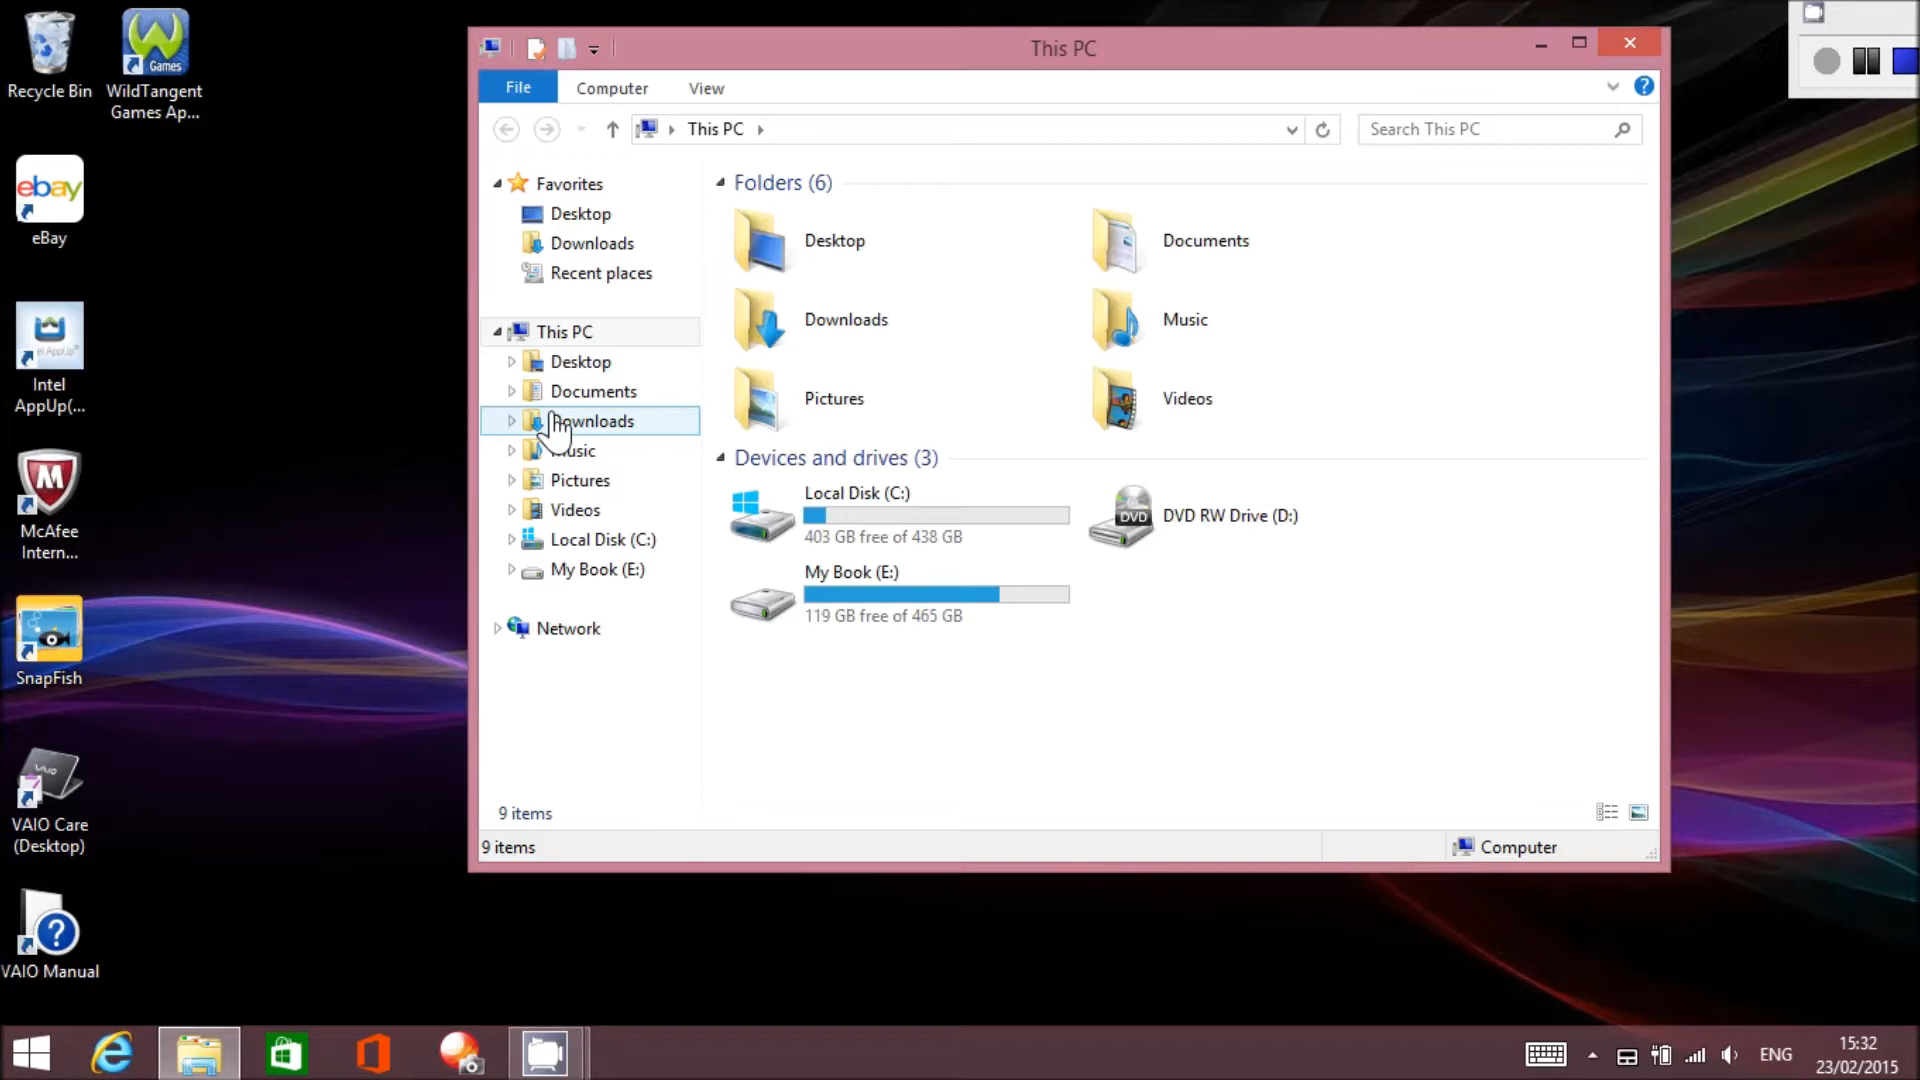 Recycle Bin
WildTangent
Games Ap...
Games
ebay
eBay
Intel
AppUp(...
McAfee
Intern...
SnapFish
VAIO
VAIO Care
(Desktop)
VAIO Manual
This PC
File
Computer
View
This PC
Search This PC
Favorites
Desktop
Downloads
Recent places
This PC
Desktop
Documents
Downloads
Music
Pictures
Videos
Local Disk (C:)
My Book (E:)
Network
Folders (6)
Desktop
Documents
Downloads
Music
Pictures
Videos
Devices and drives (3)
Local Disk (C:)
403 GB free of 438 GB
DVD
DVD RW Drive (D:)
My Book (E:)
119 GB free of 465 GB
9 items
9 items
Computer
ENG
15:32
23/02/2015